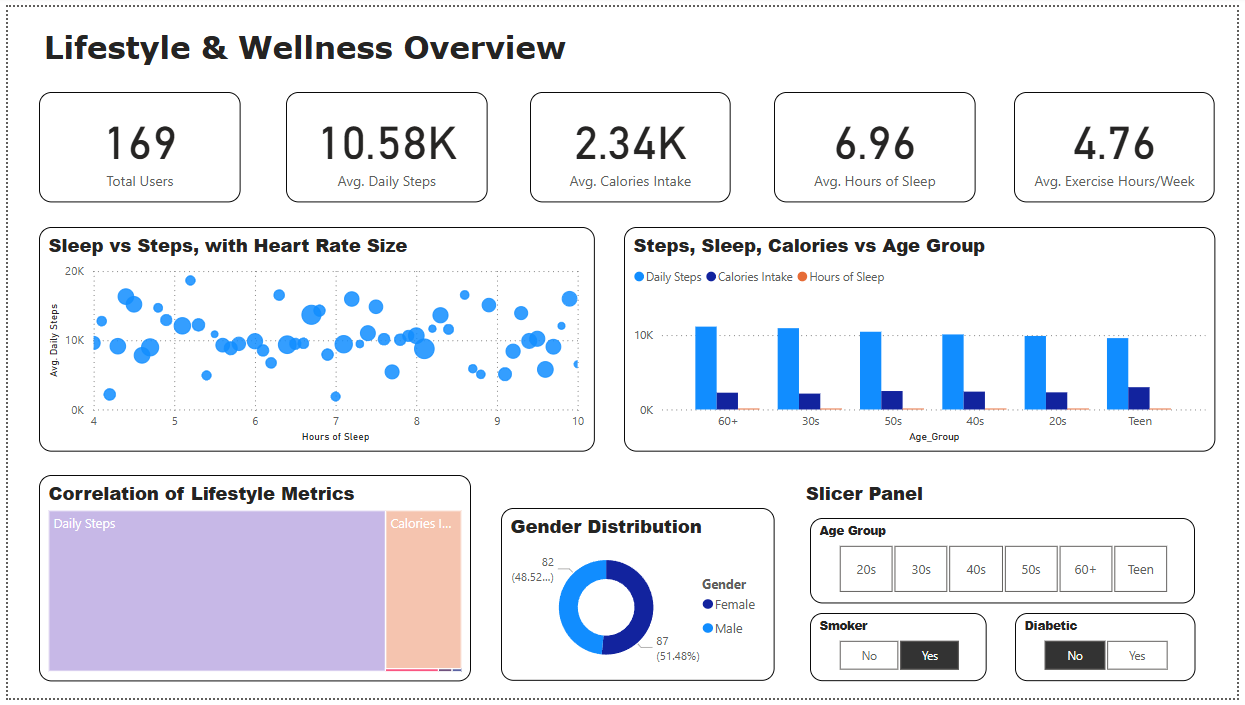 Lifestyle & Wellness Overview
169
Total Users
10.58K
Avg. Daily Steps
2.34K
Avg. Calories Intake
6.96
Avg. Hours of Sleep
4.76
Avg. Exercise Hours/Week
Sleep vs Steps, with Heart Rate Size
20K
10K
0K
Avg. Daily Steps
4 5 6 7 8 9 10
Hours of Sleep
Steps, Sleep, Calories vs Age Group
Daily Steps Calories Intake Hours of Sleep
10K
0K
60+ 30s 50s 40s 20s Teen
Age_Group
Correlation of Lifestyle Metrics
Daily Steps
Calories I...
Gender Distribution
82
(48.52...)
87
(51.48%)
Gender
Female
Male
Slicer Panel
Age Group
20s 30s 40s 50s 60+ Teen
Smoker
No Yes
Diabetic
No Yes